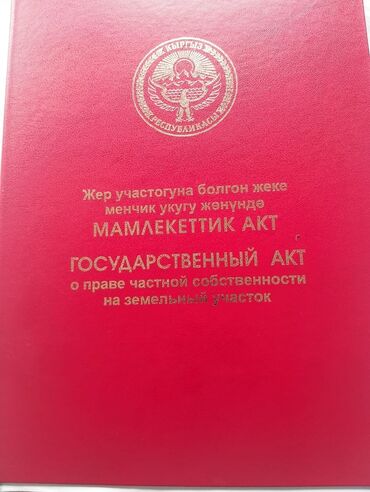 КЫРГЫЗ
РЕСПУБЛИКАСЫ
Жер участогуна болгон жеке
менчик укугу жөнүндө
МАМЛЕКЕТТИК АКТ
ГОСУДАРСТВЕННЫЙ АКТ
о праве частной собственности
на земельный участок